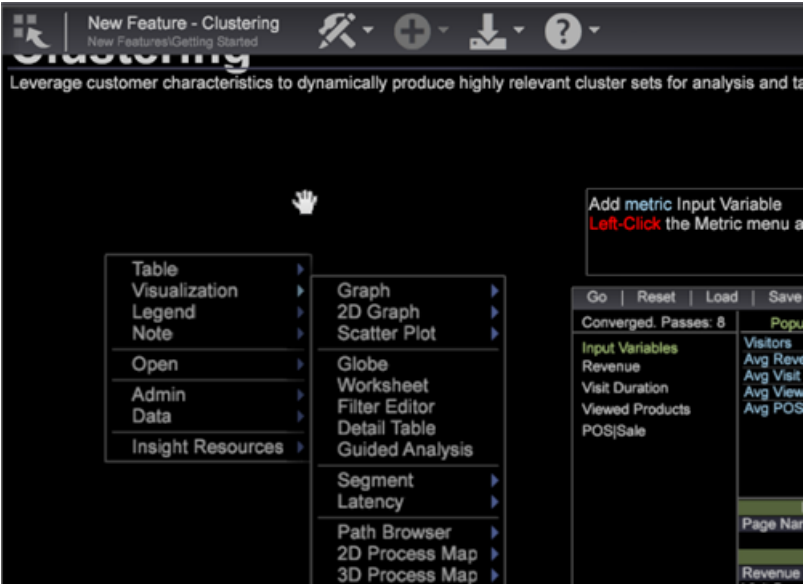 New Feature - Clustering
New Features\Getting Started
Clustering
Leverage customer characteristics to dynamically produce highly relevant cluster sets for analysis and ta
Add metric Input Variable
Left-Click the Metric menu a
Table
Visualization
Legend
Note
Open
Admin
Data
Insight Resources
Graph
2D Graph
Scatter Plot
Globe
Worksheet
Filter Editor
Detail Table
Guided Analysis
Segment
Latency
Path Browser
2D Process Map
3D Process Map
Go | Reset | Load | Save
Converged. Passes: 8
Popu
Input Variables
Revenue
Visit Duration
Viewed Products
POS|Sale
Visitors
Avg Reve
Avg Visit
Avg View
Avg POS
Page Nar
Revenue